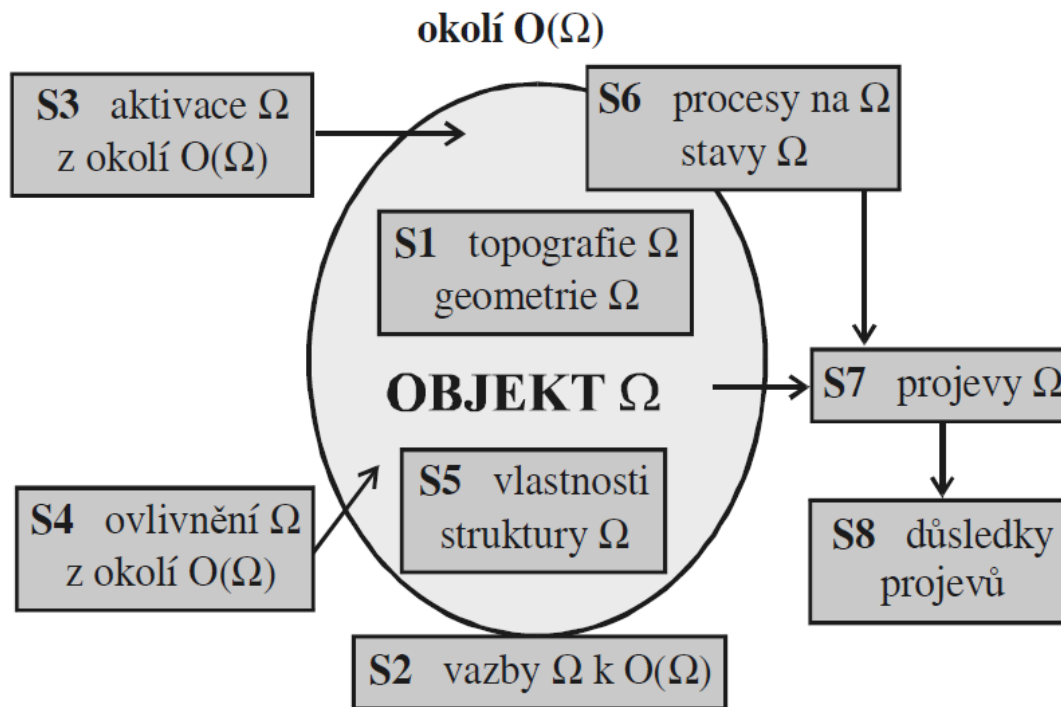 okolí O(Ω)
S3 aktivace Ω
z okolí O(Ω)
S6 procesy na Ω
stavy Ω
S1 topografie Ω
geometrie Ω
OBJEKT Ω
S7 projevy Ω
S5 vlastnosti
struktury Ω
S4 ovlivnění Ω
z okolí O(Ω)
S8 důsledky
projevů
S2 vazby Ω k O(Ω)